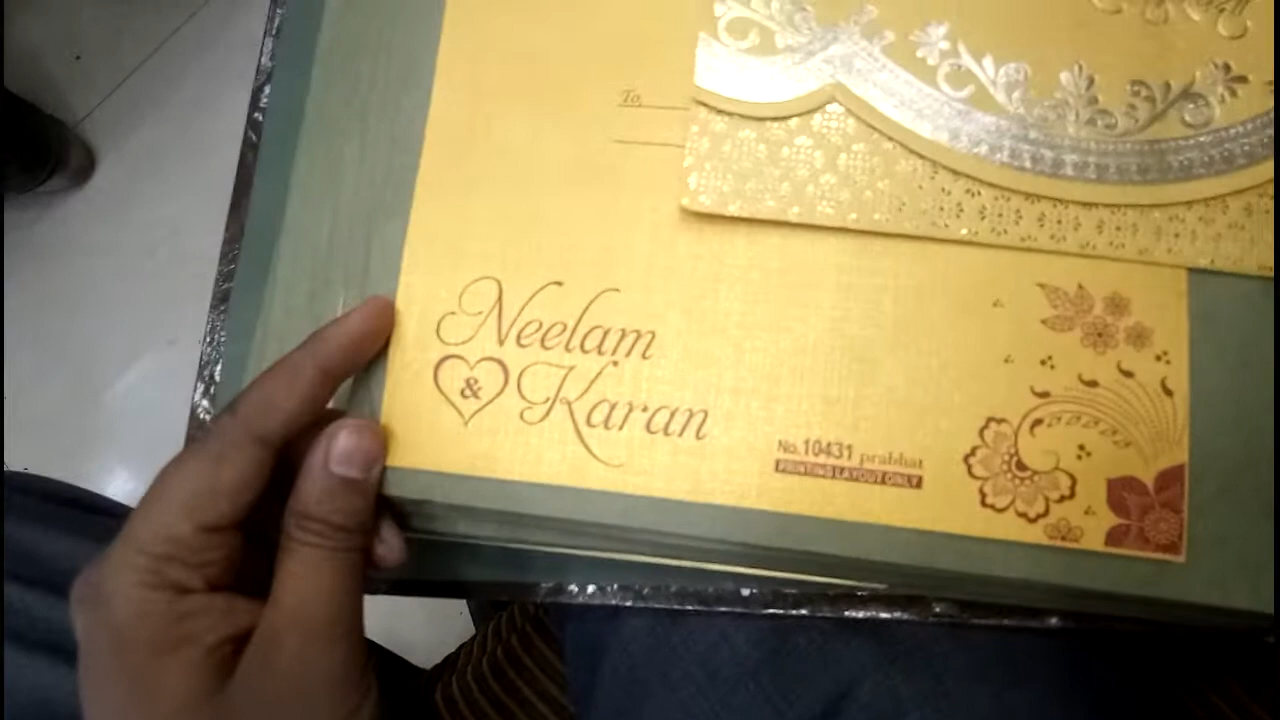 To,
Neelam
& Karan
No. 10431 prabhat
PRINTING LAYOUT ONLY